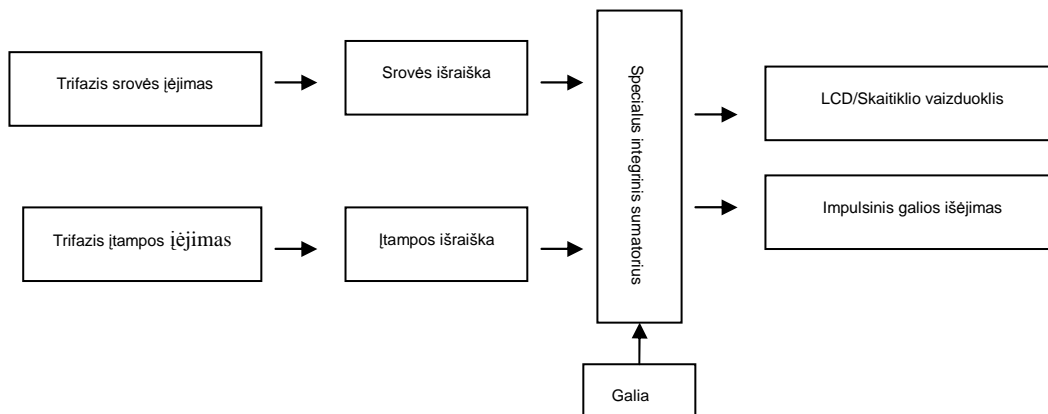 Trifazis srovės įėjimas
Srovės išraiška
Specialus integrinis sumatorius
LCD/Skaitiklio vaizduoklis
Trifazis įtampos įėjimas
Įtampos išraiška
Impulsinis galios išėjimas
Galia